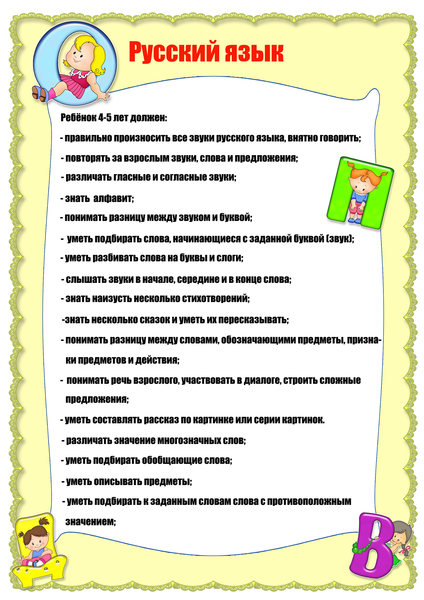 О
Русский язык
Ребёнок 4-5 лет должен:
- правильно произносить все звуки русского языка, внятно говорить;
- повторять за взрослым звуки, слова и предложения;
- различать гласные и согласные звуки;
- знать алфавит;
П
- понимать разницу между звуком и буквой;
- уметь подбирать слова, начинающиеся с заданной буквой (звук);
- уметь разбивать слова на буквы и слоги;
- слышать звуки в начале, середине и в конце слова;
- знать наизусть несколько стихотворений;
-знать несколько сказок и уметь их пересказывать;
- понимать разницу между словами, обозначающими предметы, призна-
ки предметов и действия;
- понимать речь взрослого, участвовать в диалоге, строить сложные
предложения;
- уметь составлять рассказ по картинке или серии картинок.
- различать значение многозначных слов;
- уметь подбирать обобщающие слова;
- уметь описывать предметы;
- уметь подбирать к заданным словам слова с противоположным
значением;
Д
В